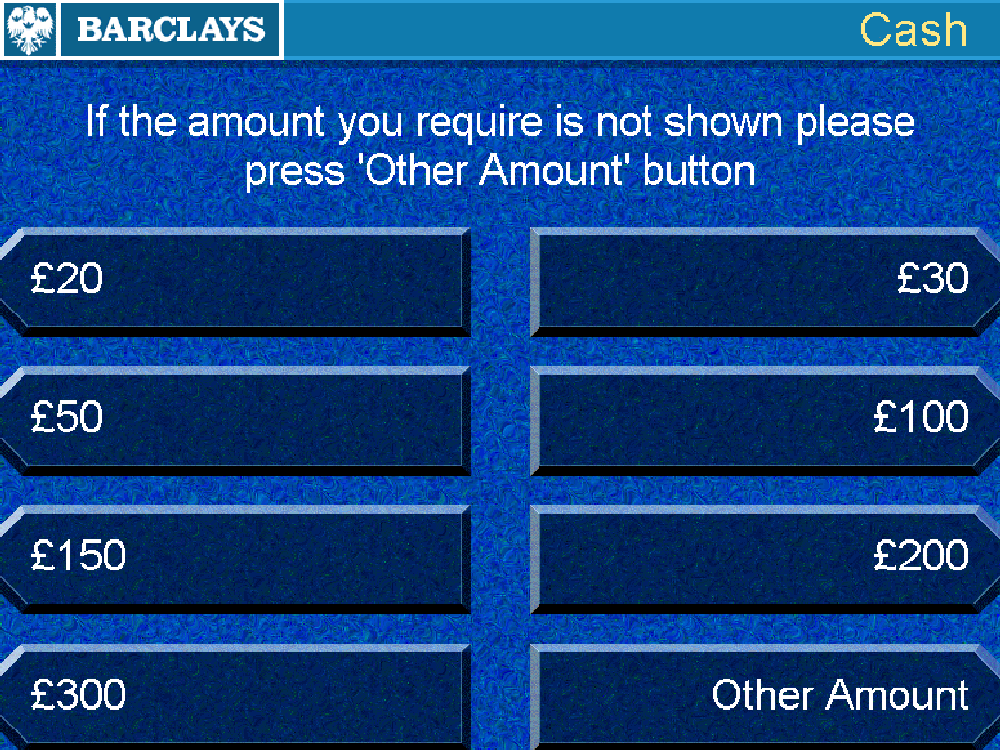 BARCLAYS
Cash
If the amount you require is not shown please
press 'Other Amount' button
£20
£30
£50
£100
£150
£200
£300
Other Amount